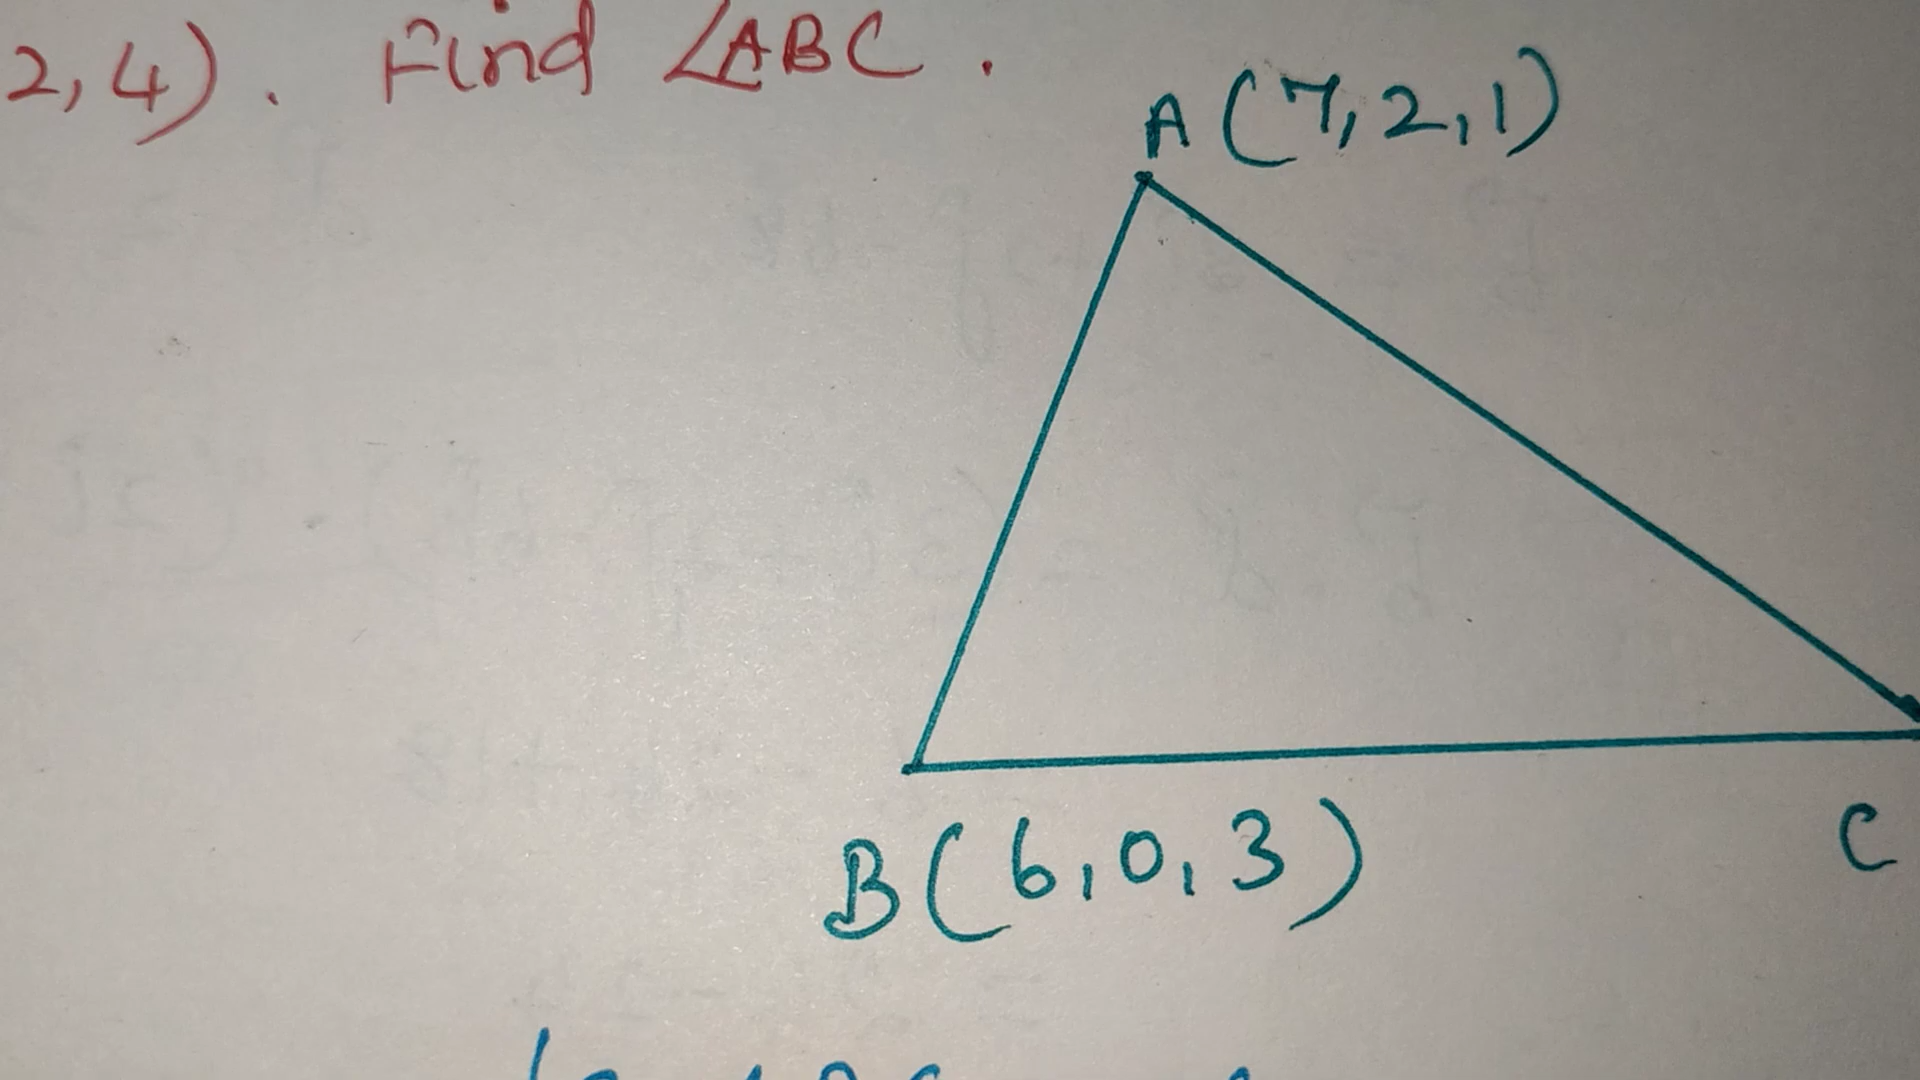 2,4). Find ∠ABC.
A (7,2,1)
B (6,0,3)
C